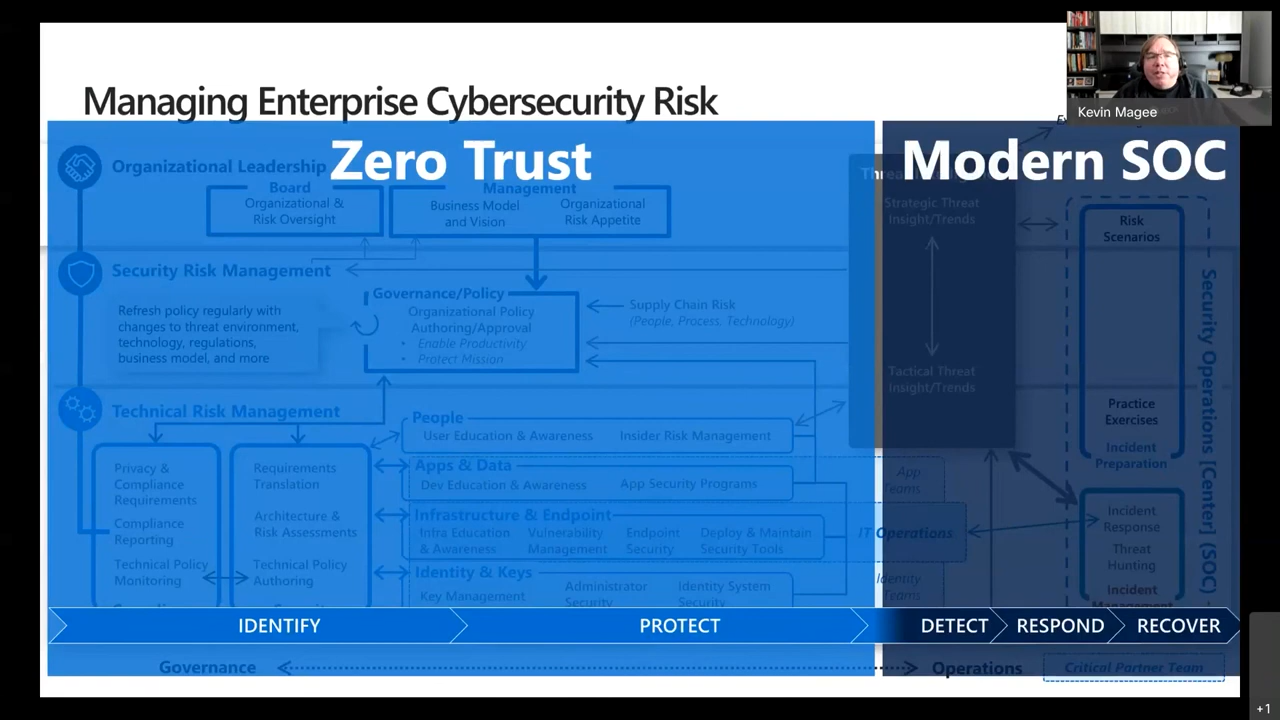 Managing Enterprise Cybersecurity Risk
Kevin Magee
Zero Trust
Modern SOC
Organizational Leadership
Board
Organizational &
Risk Oversight
Management
Business Model
and Vision
Organizational
Risk Appetite
Strategic Threat
Insight/Trends
Tactical Threat
Insight/Trends
Risk
Scenarios
Practice
Exercises
Incident
Preparation
Incident
Response
Threat
Hunting
Incident
Management
Security Operations [Center] (SOC)
Security Risk Management
Refresh policy regularly with
changes to threat environment,
technology, regulations,
business model, and more
Governance/Policy
Organizational Policy
Authoring/Approval
• Enable Productivity
• Protect Mission
Supply Chain Risk
(People, Process, Technology)
Technical Risk Management
Privacy &
Compliance
Requirements
Compliance
Reporting
Technical Policy
Monitoring
Requirements
Translation
Architecture &
Risk Assessments
Technical Policy
Authoring
People
User Education & Awareness
Insider Risk Management
Apps & Data
Dev Education & Awareness
App Security Programs
App
Teams
Infrastructure & Endpoint
Infra Education
& Awareness
Vulnerability
Management
Endpoint
Security
Deploy & Maintain
Security Tools
IT Operations
Identity & Keys
Key Management
Administrator
Security
Identity System
Security
Identity
Teams
IDENTIFY
PROTECT
DETECT
RESPOND
RECOVER
Governance
Operations
Critical Partner Team
+1